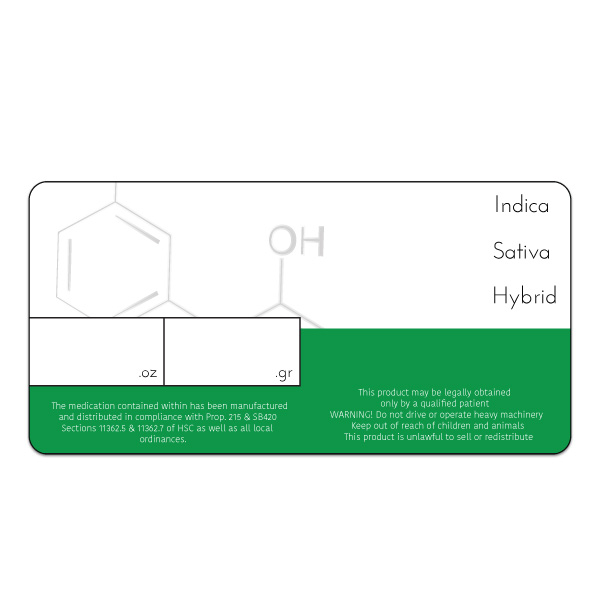 OH
Indica
Sativa
Hybrid
.oz
.gr
The medication contained within has been manufactured
and distributed in compliance with Prop. 215 & SB420
Sections 11362.5 & 11362.7 of HSC as well as all local
ordinances.
This product may be legally obtained
only by a qualified patient
WARNING! Do not drive or operate heavy machinery
Keep out of reach of children and animals
This product is unlawful to sell or redistribute